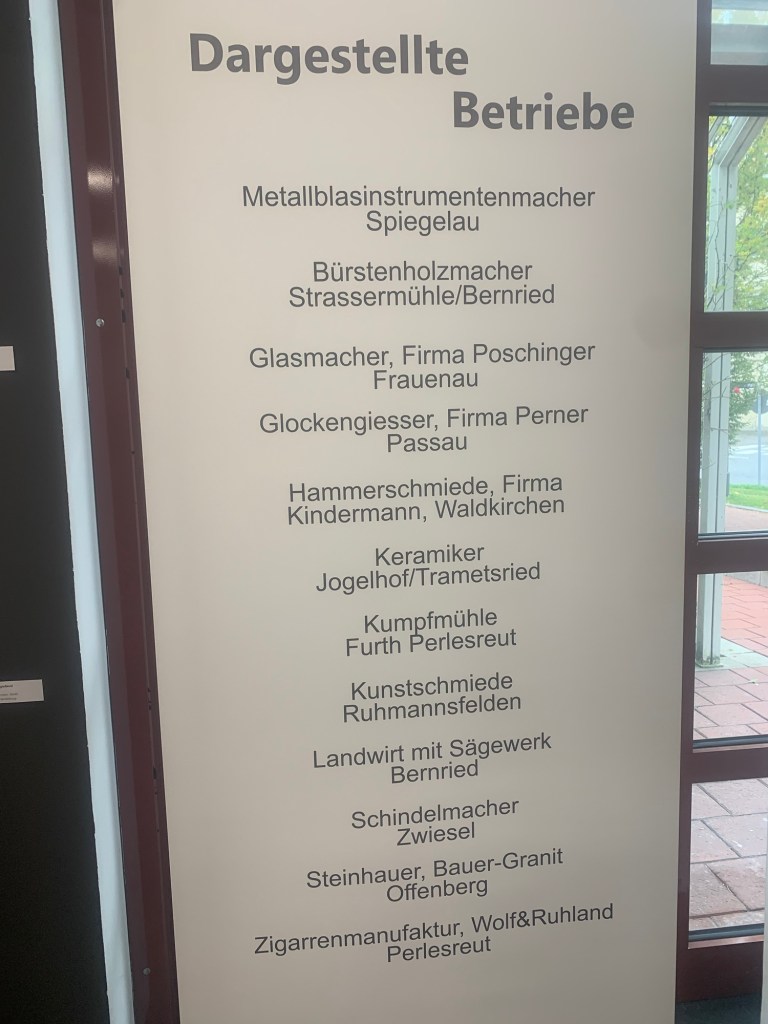 Dargestellte
Betriebe
Metallblasinstrumentenmacher
Spiegelau
Bürstenholzmacher
Strassermühle/Bernried
Glasmacher, Firma Poschinger
Frauenau
Glockengiesser, Firma Perner
Passau
Hammerschmiede, Firma
Kindermann, Waldkirchen
Keramiker
Jogelhof/Trametsried
Kumpfmühle
Furth Perlesreut
Kunstschmiede
Ruhmannsfelden
Landwirt mit Sägewerk
Bernried
Schindelmacher
Zwiesel
Steinhauer, Bauer-Granit
Offenberg
Zigarrenmanufaktur, Wolf&Ruhland
Perlesreut